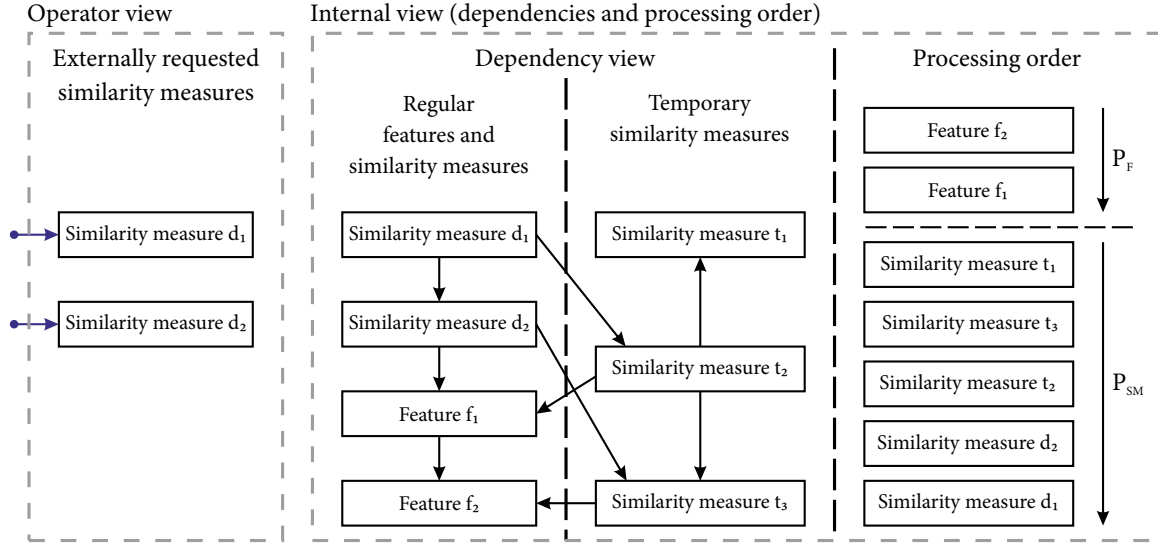 Operator view
Externally requested
similarity measures
Similarity measure d₁
Similarity measure d₂
Internal view (dependencies and processing order)
Dependency view
Regular
features and
similarity measures
Similarity measure d₁
Similarity measure d₂
Feature f₁
Feature f₂
Temporary
similarity measures
Similarity measure t₁
Similarity measure t₂
Similarity measure t₃
Processing order
Feature f₂
Feature f₁
P_F
Similarity measure t₁
Similarity measure t₃
Similarity measure t₂
Similarity measure d₂
Similarity measure d₁
P_SM